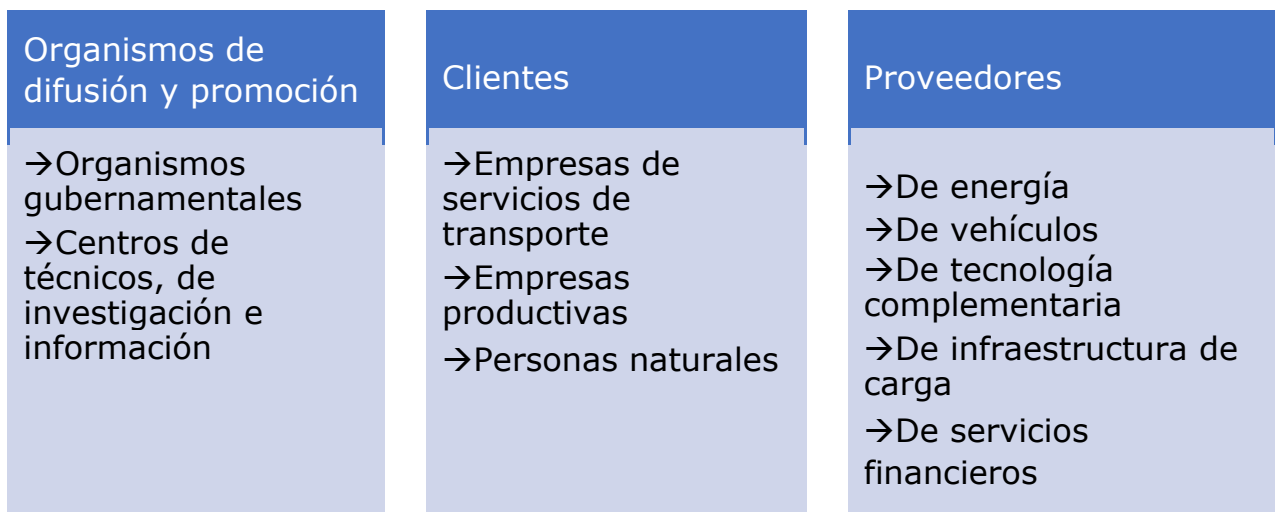 Organismos de
difusión y promoción
→Organismos
gubernamentales
→Centros de
técnicos, de
investigación e
información
Clientes
→Empresas de
servicios de
transporte
→Empresas
productivas
→Personas naturales
Proveedores
→De energía
→De vehículos
→De tecnología
complementaria
→De infraestructura de
carga
→De servicios
financieros